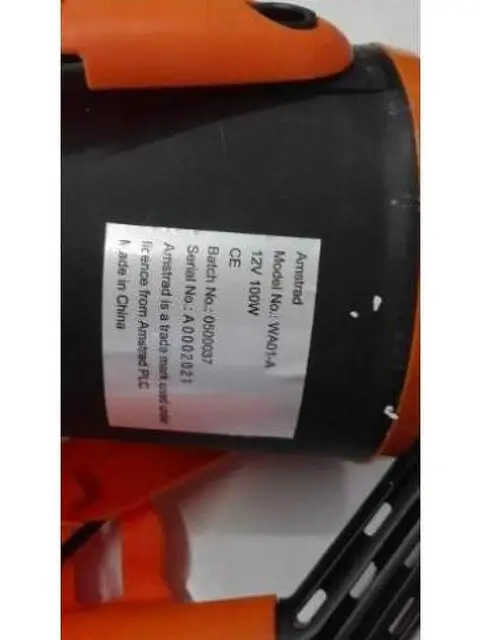 Amstrad
Model No.: WA01-A
12V 100W
CE
Batch No.: 0500037
Serial No.: A 0002021
Amstrad is a trade mark used under
licence from Amstrad PLC
Made in China